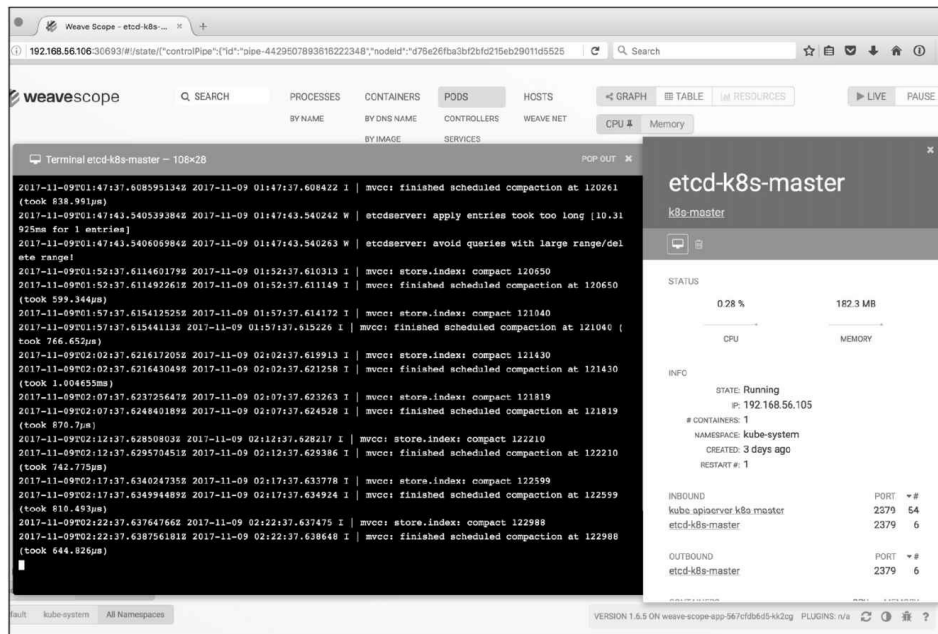 Weave Scope - etcd-k8s-... × +
192.168.56.106:30693/#!/state/{"controlPipe":{"id":"pipe-4429507893616222348","nodeId":"d76e26fba3bf2bfd215eb29011d5525 Search
weavescope SEARCH PROCESSES CONTAINERS PODS HOSTS GRAPH TABLE RESOURCES LIVE PAUSE
BY NAME BY DNS NAME CONTROLLERS WEAVE NET CPU Memory
BY IMAGE SERVICES
Terminal etcd-k8s-master — 108×28 POP OUT ×
2017-11-09T01:47:37.608595134Z 2017-11-09 01:47:37.608422 I | mvcc: finished scheduled compaction at 120261
(took 838.991µs)
2017-11-09T01:47:43.540539384Z 2017-11-09 01:47:43.540242 W | etcdserver: apply entries took too long [10.31
925ms for 1 entries]
2017-11-09T01:47:43.540606984Z 2017-11-09 01:47:43.540263 W | etcdserver: avoid queries with large range/del
ete range!
2017-11-09T01:52:37.611460179Z 2017-11-09 01:52:37.610313 I | mvcc: store.index: compact 120650
2017-11-09T01:52:37.611492261Z 2017-11-09 01:52:37.611149 I | mvcc: finished scheduled compaction at 120650
(took 599.344µs)
2017-11-09T01:57:37.615412525Z 2017-11-09 01:57:37.614172 I | mvcc: store.index: compact 121040
2017-11-09T01:57:37.61544113Z 2017-11-09 01:57:37.615226 I | mvcc: finished scheduled compaction at 121040 (
took 766.652µs)
2017-11-09T02:02:37.621617205Z 2017-11-09 02:02:37.619913 I | mvcc: store.index: compact 121430
2017-11-09T02:02:37.621643049Z 2017-11-09 02:02:37.621258 I | mvcc: finished scheduled compaction at 121430
(took 1.004655ms)
2017-11-09T02:07:37.623725647Z 2017-11-09 02:07:37.623263 I | mvcc: store.index: compact 121819
2017-11-09T02:07:37.624840189Z 2017-11-09 02:07:37.624528 I | mvcc: finished scheduled compaction at 121819
(took 870.7µs)
2017-11-09T02:12:37.62850803Z 2017-11-09 02:12:37.628217 I | mvcc: store.index: compact 122210
2017-11-09T02:12:37.629570451Z 2017-11-09 02:12:37.629386 I | mvcc: finished scheduled compaction at 122210
(took 742.775µs)
2017-11-09T02:17:37.634024735Z 2017-11-09 02:17:37.633778 I | mvcc: store.index: compact 122599
2017-11-09T02:17:37.634994489Z 2017-11-09 02:17:37.634924 I | mvcc: finished scheduled compaction at 122599
(took 810.493µs)
2017-11-09T02:22:37.63764766Z 2017-11-09 02:22:37.637475 I | mvcc: store.index: compact 122988
2017-11-09T02:22:37.638756181Z 2017-11-09 02:22:37.638648 I | mvcc: finished scheduled compaction at 122988
(took 644.826µs)
×
etcd-k8s-master
k8s-master
STATUS
0.28 % 182.3 MB
CPU MEMORY
INFO
STATE: Running
IP: 192.168.56.105
# CONTAINERS: 1
NAMESPACE: kube-system
CREATED: 3 days ago
RESTART #: 1
INBOUND PORT #
kube-apiserver-k8s-master 2379 54
etcd-k8s-master 2379 6
OUTBOUND PORT #
etcd-k8s-master 2379 6
fault kube-system All Namespaces VERSION 1.6.5 ON weave-scope-app-567cfdb6d5-kk2og PLUGINS: n/a ?